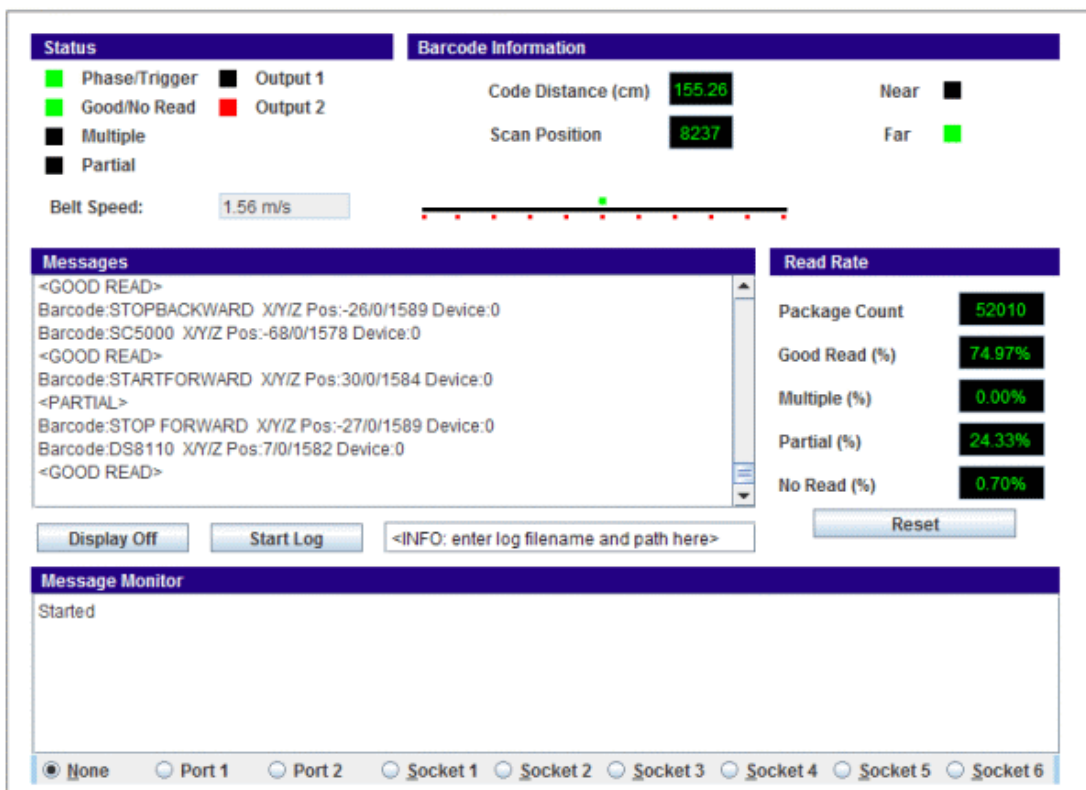 Status
Phase/Trigger Output 1
Good/No Read Output 2
Multiple
Partial
Belt Speed: 1.56 m/s
Barcode Information
Code Distance (cm) 155.26 Near
Scan Position 8237 Far
Messages
<GOOD READ>
Barcode:STOPBACKWARD X/Y/Z Pos:-26/0/1589 Device:0
Barcode:SC5000 X/Y/Z Pos:-68/0/1578 Device:0
<GOOD READ>
Barcode:STARTFORWARD X/Y/Z Pos:30/0/1584 Device:0
<PARTIAL>
Barcode:STOP FORWARD X/Y/Z Pos:-27/0/1589 Device:0
Barcode:DS8110 X/Y/Z Pos:7/0/1582 Device:0
<GOOD READ>
Display Off Start Log <INFO: enter log filename and path here>
Read Rate
Package Count 52010
Good Read (%) 74.97%
Multiple (%) 0.00%
Partial (%) 24.33%
No Read (%) 0.70%
Reset
Message Monitor
Started
None Port 1 Port 2 Socket 1 Socket 2 Socket 3 Socket 4 Socket 5 Socket 6